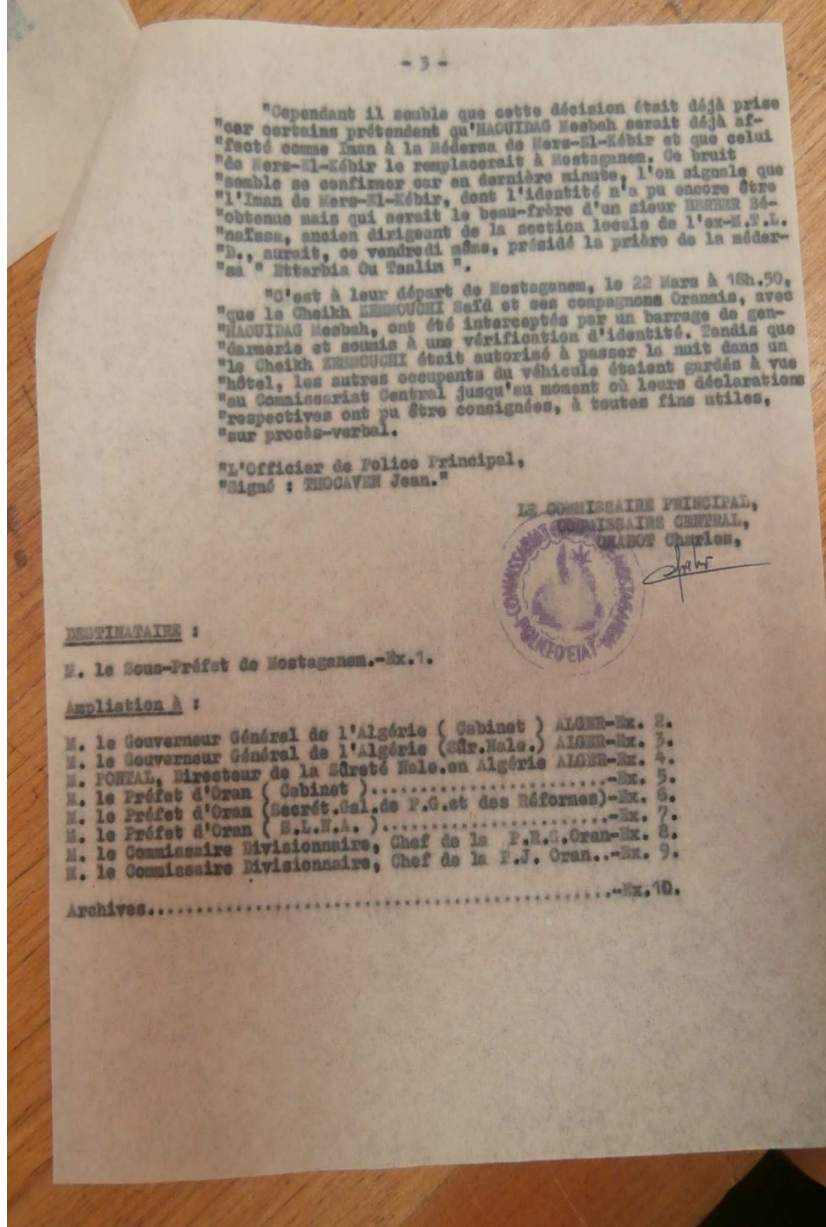 - 3 -
"Cependant il semble que cette décision était déjà prise
"car certains prétendent qu'HAOUIDAG Mesbah serait déjà af-
"fecté comme Iman à la Médersa de Mers-El-Kébir et que celui
"de Mers-El-Kébir le remplacerait à Mostaganem. Ce bruit
"semble se confirmer car en dernière minute, l'on signale que
"l'Iman de Mers-El-Kébir, dont l'identité n'a pu encore être
"obtenue mais qui serait le beau-frère d'un sieur BERBER Bé-
"naïssa, ancien dirigeant de la section locale de l'ex-M.T.L.
"D., aurait, ce vendredi même, présidé la prière de la méder-
"sa " Ettarbia Ou Taalim ".
"C'est à leur départ de Mostaganem, le 22 Mars à 18h.50,
"que le Cheikh ZEMMOUCHI Saïd et ses compagnons Oranais, avec
"HAOUIDAG Mesbah, ont été interceptés par un barrage de gen-
"darmerie et soumis à une vérification d'identité. Tandis que
"le Cheikh ZEMMOUCHI était autorisé à passer la nuit dans un
"hôtel, les autres occupants du véhicule étaient gardés à vue
"au Commissariat Central jusqu'au moment où leurs déclarations
"respectives ont pu être consignées, à toutes fins utiles,
"sur procès-verbal.
"L'Officier de Police Principal,
"Signé : THOCAVEN Jean."
LE COMMISSAIRE PRINCIPAL,
COMMISSAIRE CENTRAL,
CHABOT Charles,
COMMISSARIAT MOSTAGANEM
POLICE D'ETAT
DESTINATAIRE :
M. le Sous-Préfet de Mostaganem.-Ex.1.
Ampliation à :
M. le Gouverneur Général de l'Algérie ( Cabinet ) ALGER-Ex. 2.
M. le Gouverneur Général de l'Algérie (Sûr.Nale.) ALGER-Ex. 3.
M. PONTAL, Directeur de la Sûreté Nale.en Algérie ALGER-Ex. 4.
M. le Préfet d'Oran ( Cabinet ).........................-Ex. 5.
M. le Préfet d'Oran (Secrét.Gal.de P.G.et des Réformes)-Ex. 6.
M. le Préfet d'Oran ( S.L.N.A. ).......................-Ex. 7.
M. le Commissaire Divisionnaire, Chef de la P.R.G.Oran-Ex. 8.
M. le Commissaire Divisionnaire, Chef de la P.J. Oran..-Ex. 9.
Archives.................................................-Ex.10.